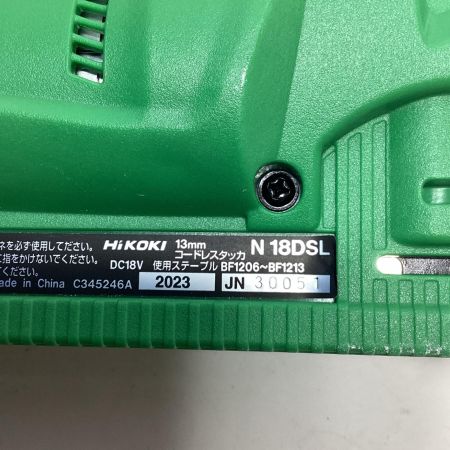 ネを必ず使用してださい。 HiKOKI 13mm コードレスタッカ N 18DSL
に指をかけないでください。 DC18V 使用ステープル BF1206~BF1213
ade in China C345246A 2023 JN 30051